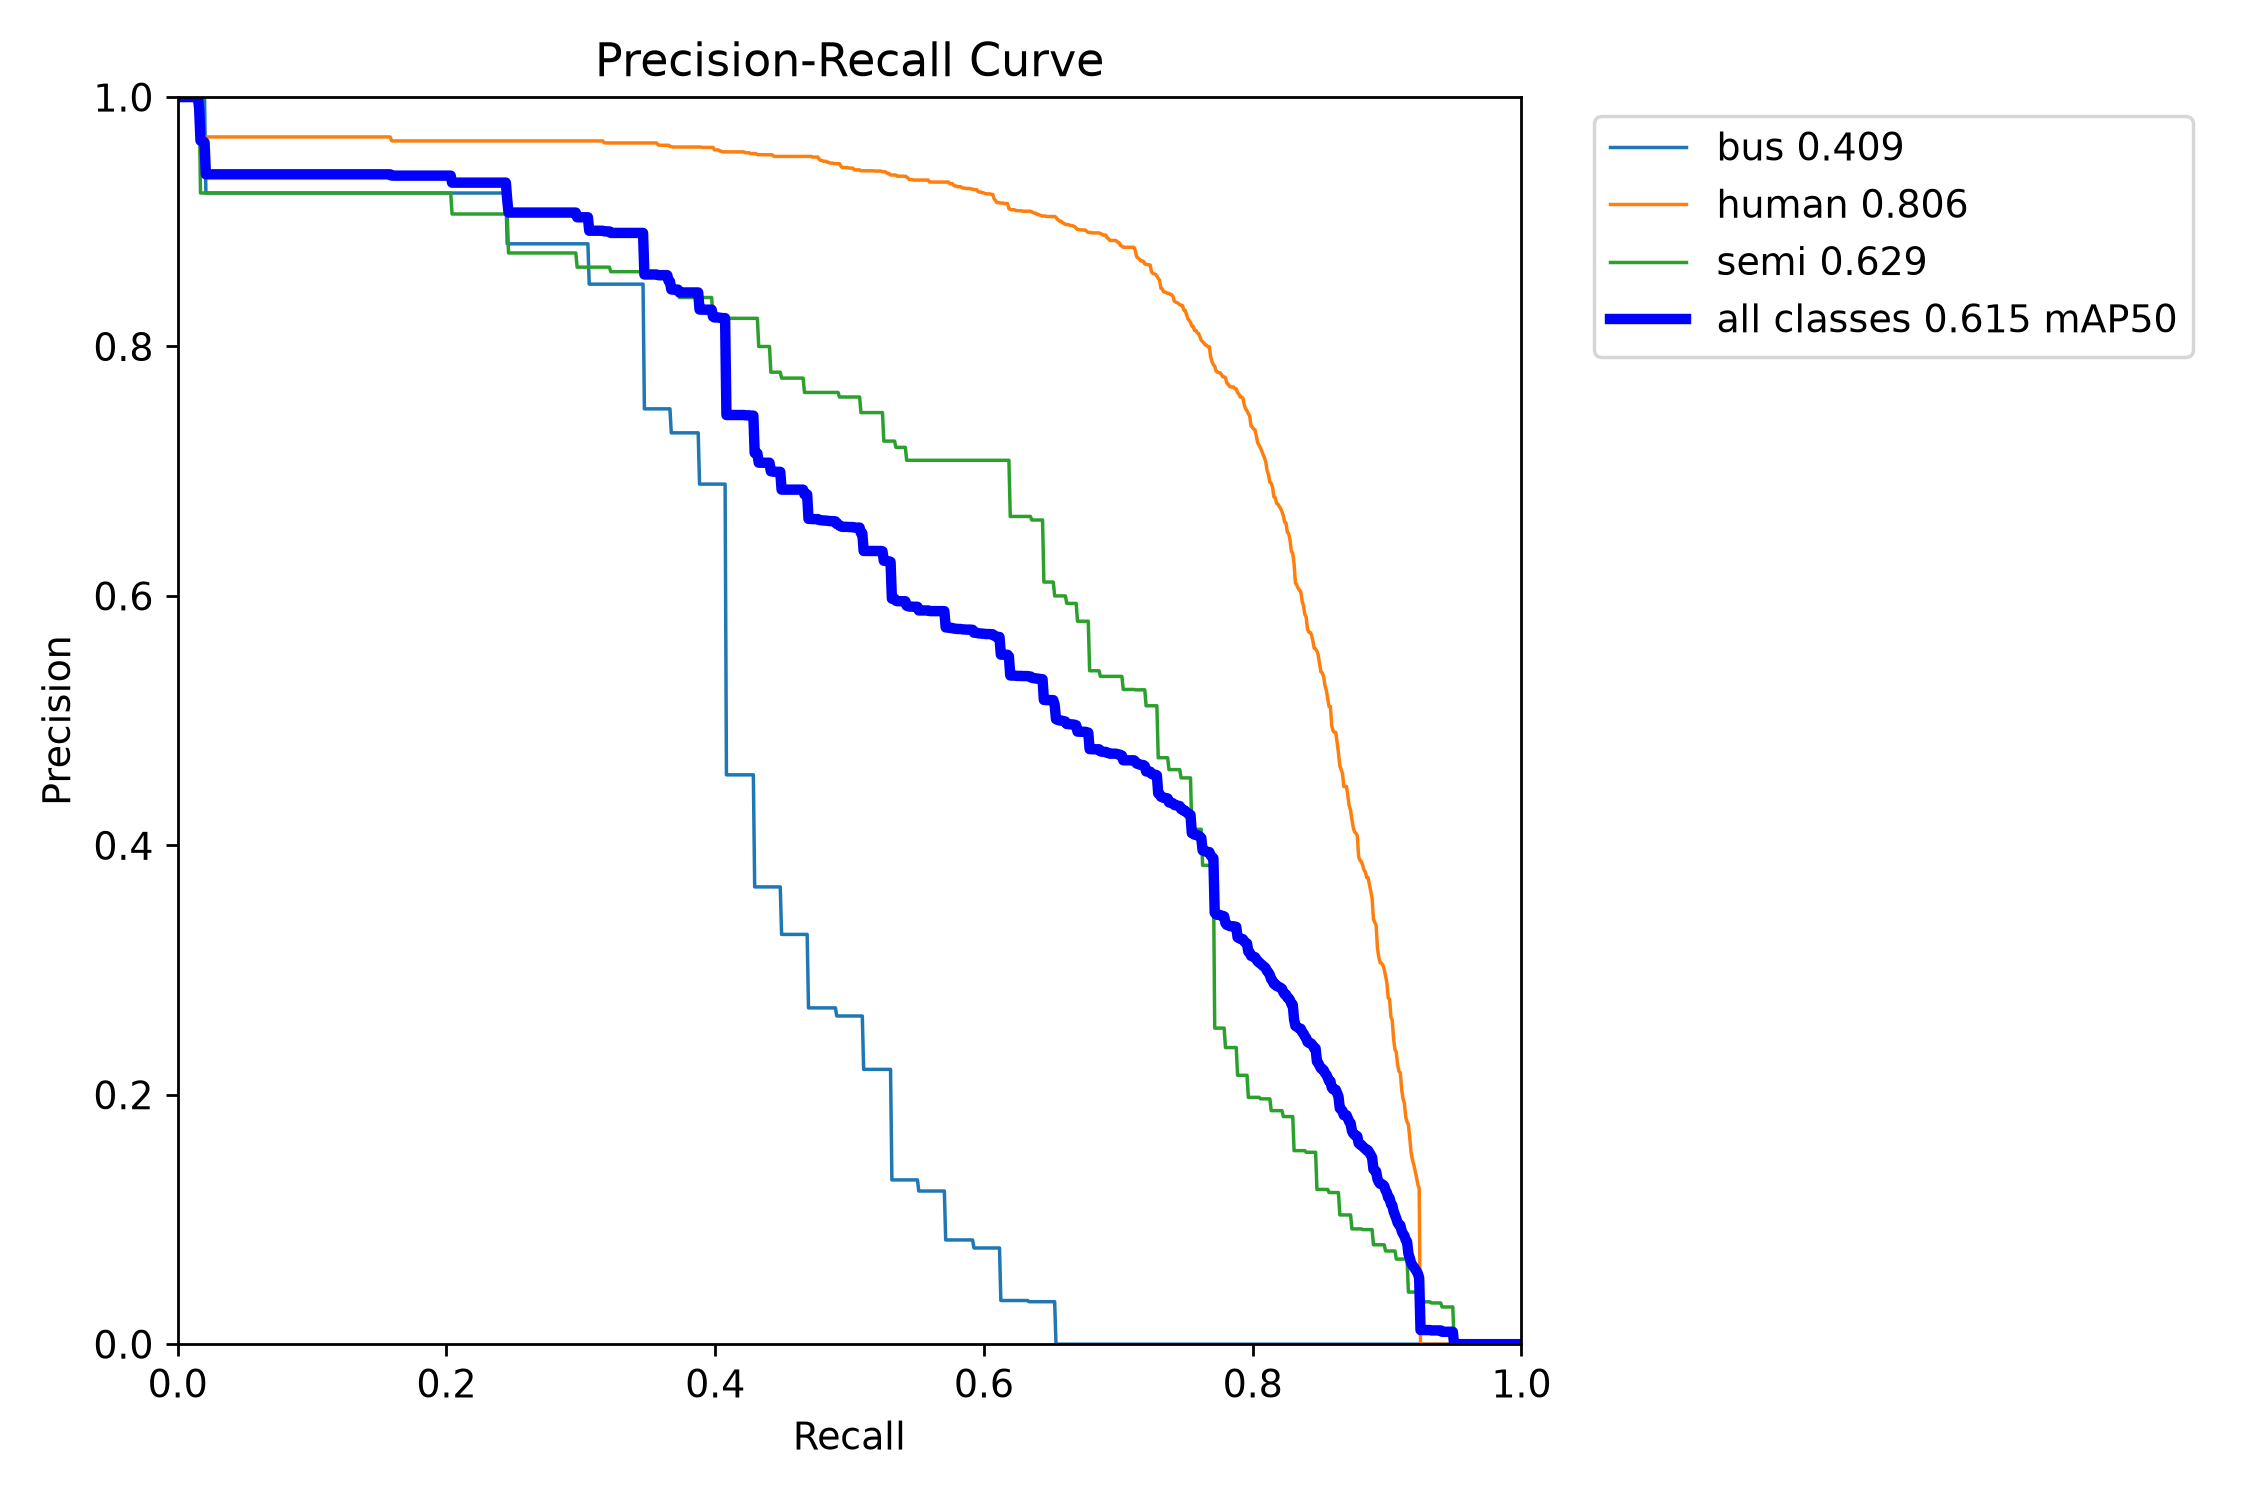 Precision-Recall Curve
1.0
0.8
0.6
0.4
0.2
0.0
Precision
0.0 0.2 0.4 0.6 0.8 1.0
Recall
bus 0.409
human 0.806
semi 0.629
all classes 0.615 mAP50